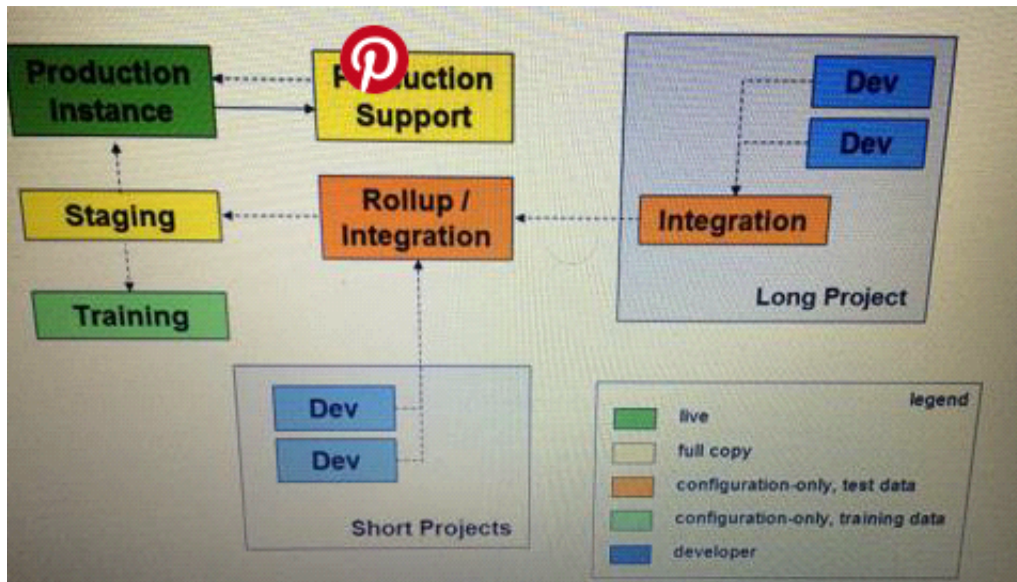 Production
Instance
Support
Dev
Dev
Staging
Rollup /
Integration
Integration
Training
Long Project
Dev
Dev
Short Projects
legend
live
full copy
configuration-only, test data
configuration-only, training data
developer